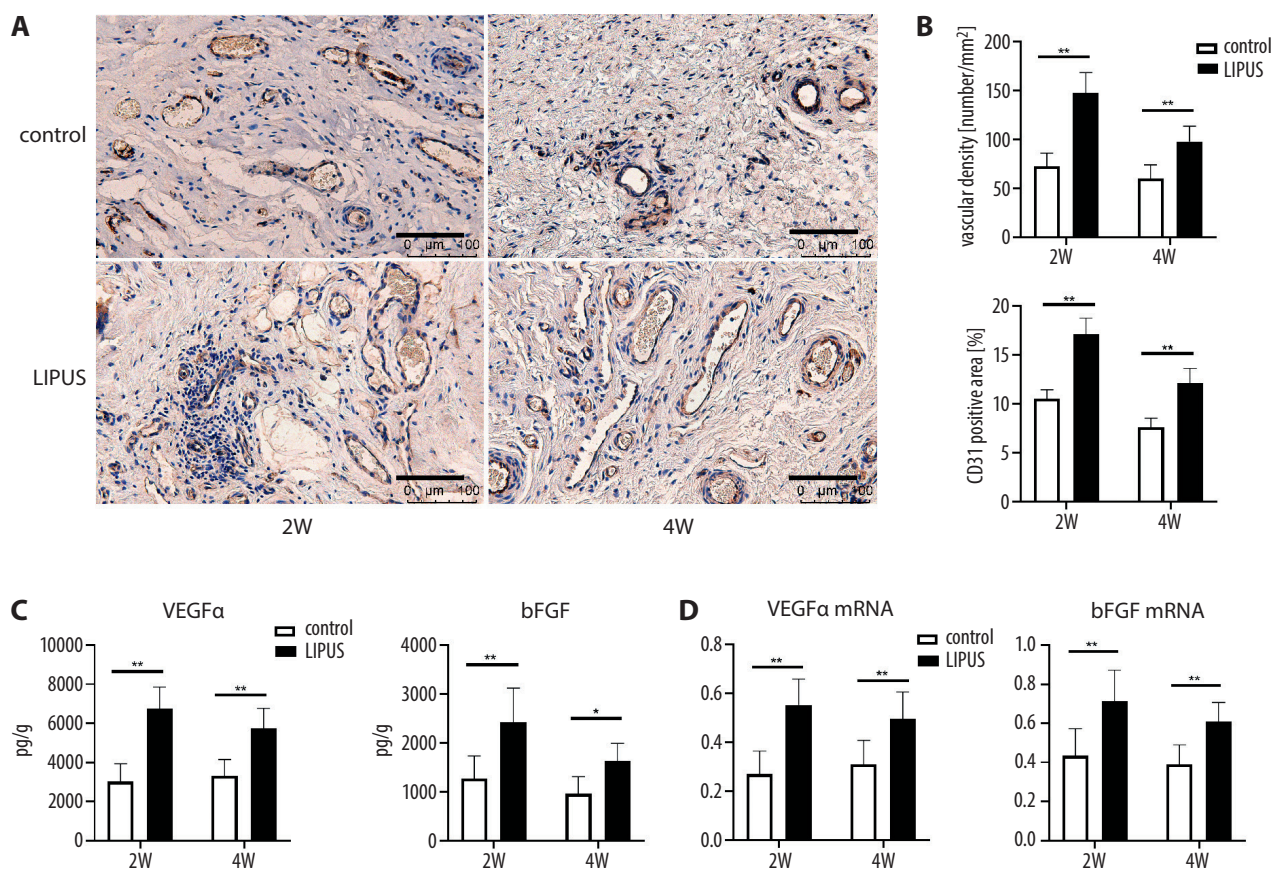 A
control
0 µm 100
0 µm 100
LIPUS
0 µm 100
0 µm 100
2W
4W
B
control
LIPUS
vascular density [number/mm²]
200
150
100
50
0
**
**
2W
4W
CD31 positive area [%]
20
15
10
5
0
**
**
2W
4W
C
VEGFα
control
LIPUS
pg/g
10000
8000
6000
4000
2000
0
**
**
2W
4W
bFGF
pg/g
4000
3000
2000
1000
0
**
*
2W
4W
D
VEGFα mRNA
control
LIPUS
0.8
0.6
0.4
0.2
0.0
**
**
2W
4W
bFGF mRNA
1.0
0.8
0.6
0.4
0.2
0.0
**
**
2W
4W